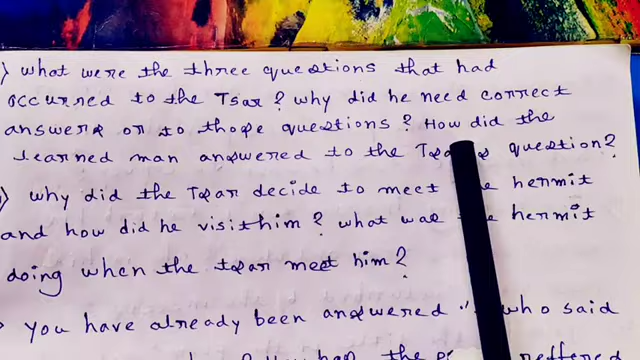 ) what were the three questions that had
occurred to the Tsar? why did he need correct
answers or to those questions? How did the
learned man answered to the question?
) why did the Tsar decide to meet hermit
and how did he visit him? what was hermit
doing when the tsar meet him?
you have already been answered " who said
reffered